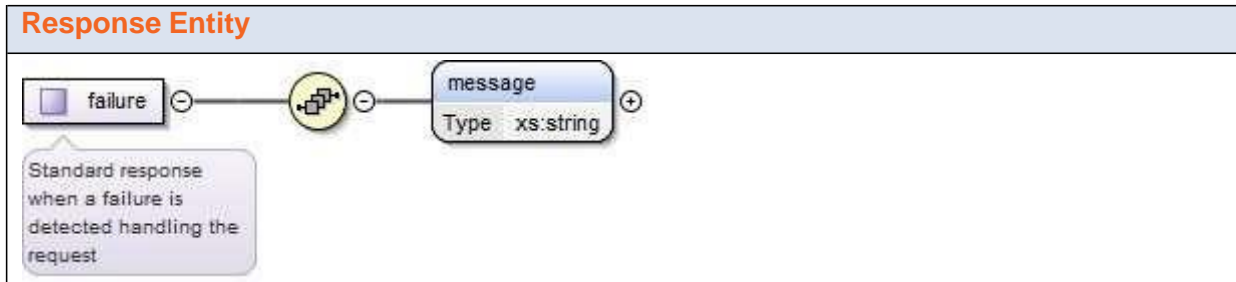 Response Entity
failure
message
Type xs:string
Standard response
when a failure is
detected handling the
request